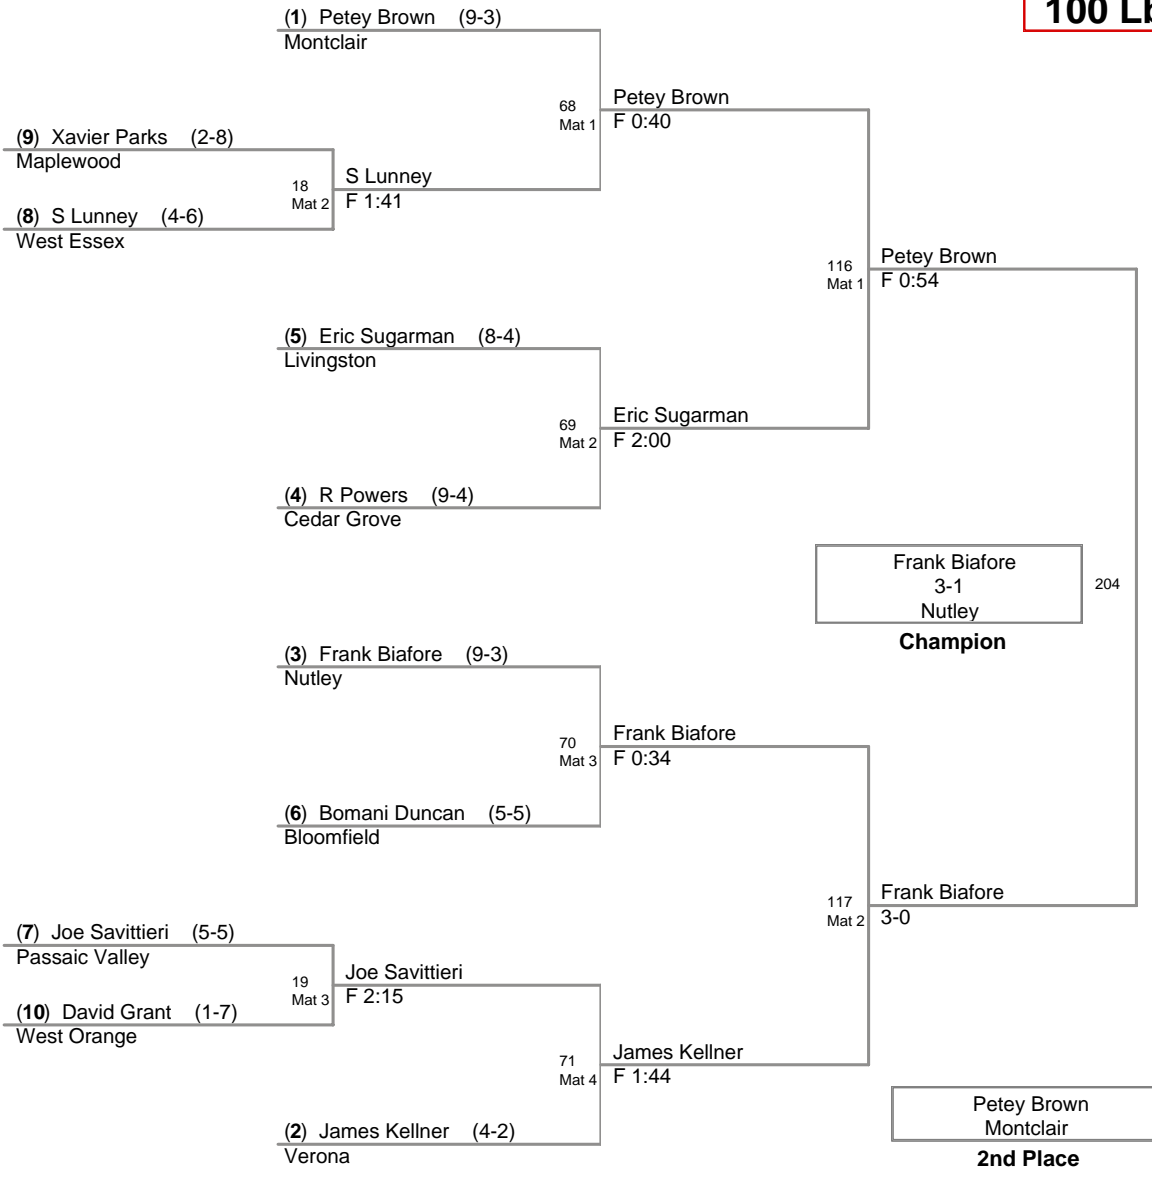 100 Lb
(1) Petey Brown (9-3)
Montclair
68
Mat 1
Petey Brown
F 0:40
(9) Xavier Parks (2-8)
Maplewood
18
Mat 2
S Lunney
F 1:41
(8) S Lunney (4-6)
West Essex
116
Mat 1
Petey Brown
F 0:54
(5) Eric Sugarman (8-4)
Livingston
69
Mat 2
Eric Sugarman
F 2:00
(4) R Powers (9-4)
Cedar Grove
Frank Biafore
3-1
Nutley
204
Champion
(3) Frank Biafore (9-3)
Nutley
70
Mat 3
Frank Biafore
F 0:34
(6) Bomani Duncan (5-5)
Bloomfield
117
Mat 2
Frank Biafore
3-0
(7) Joe Savittieri (5-5)
Passaic Valley
19
Mat 3
Joe Savittieri
F 2:15
(10) David Grant (1-7)
West Orange
71
Mat 4
James Kellner
F 1:44
(2) James Kellner (4-2)
Verona
Petey Brown
Montclair
2nd Place